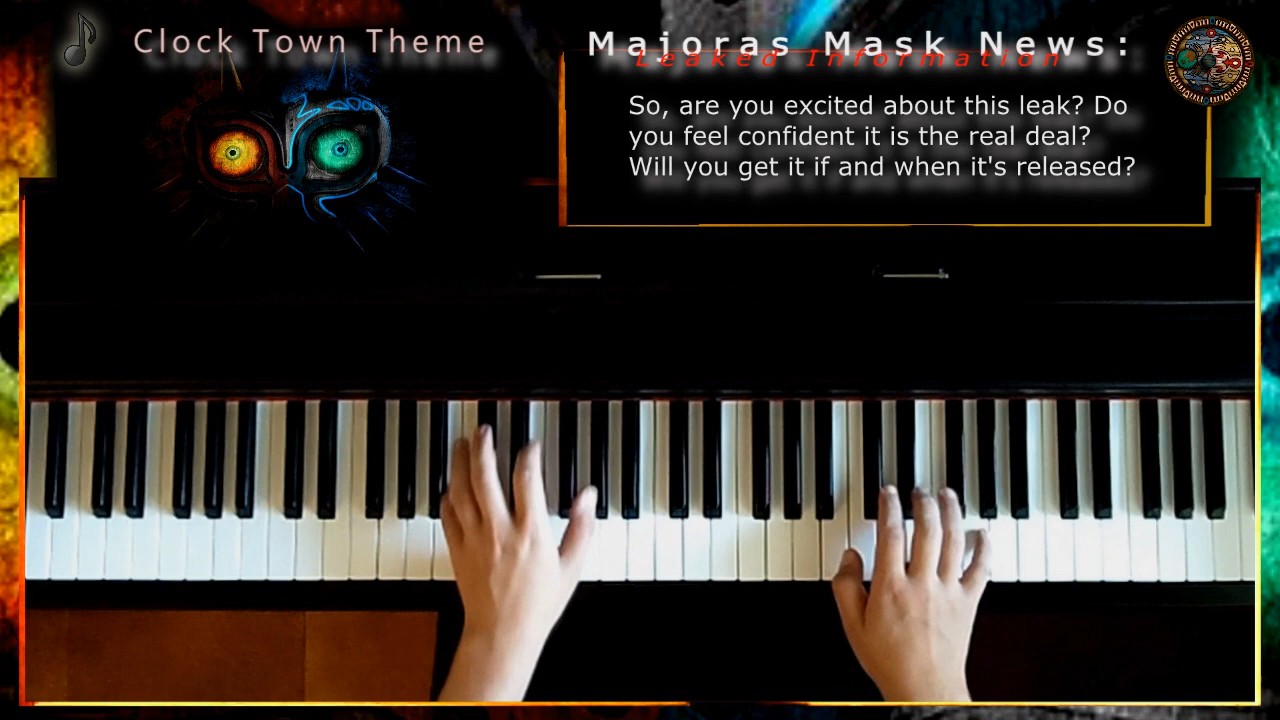 Clock Town Theme
Majoras Mask News:
Leaked Information
So, are you excited about this leak? Do
you feel confident it is the real deal?
Will you get it if and when it's released?